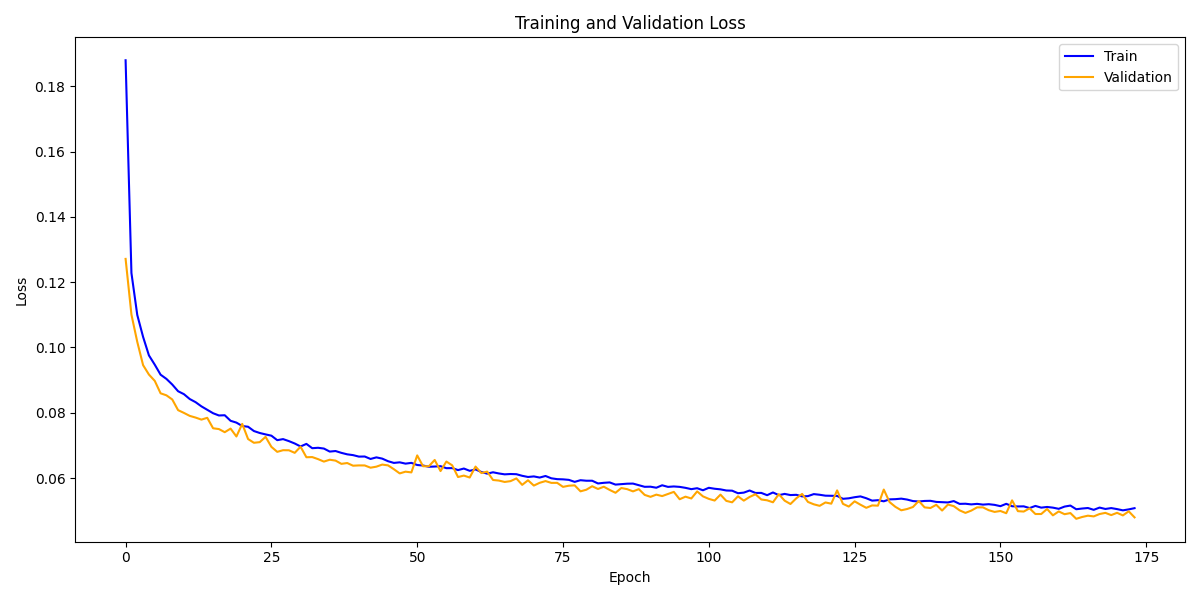 Training and Validation Loss
Train
Validation
Loss
0.18
0.16
0.14
0.12
0.10
0.08
0.06
0 25 50 75 100 125 150 175
Epoch